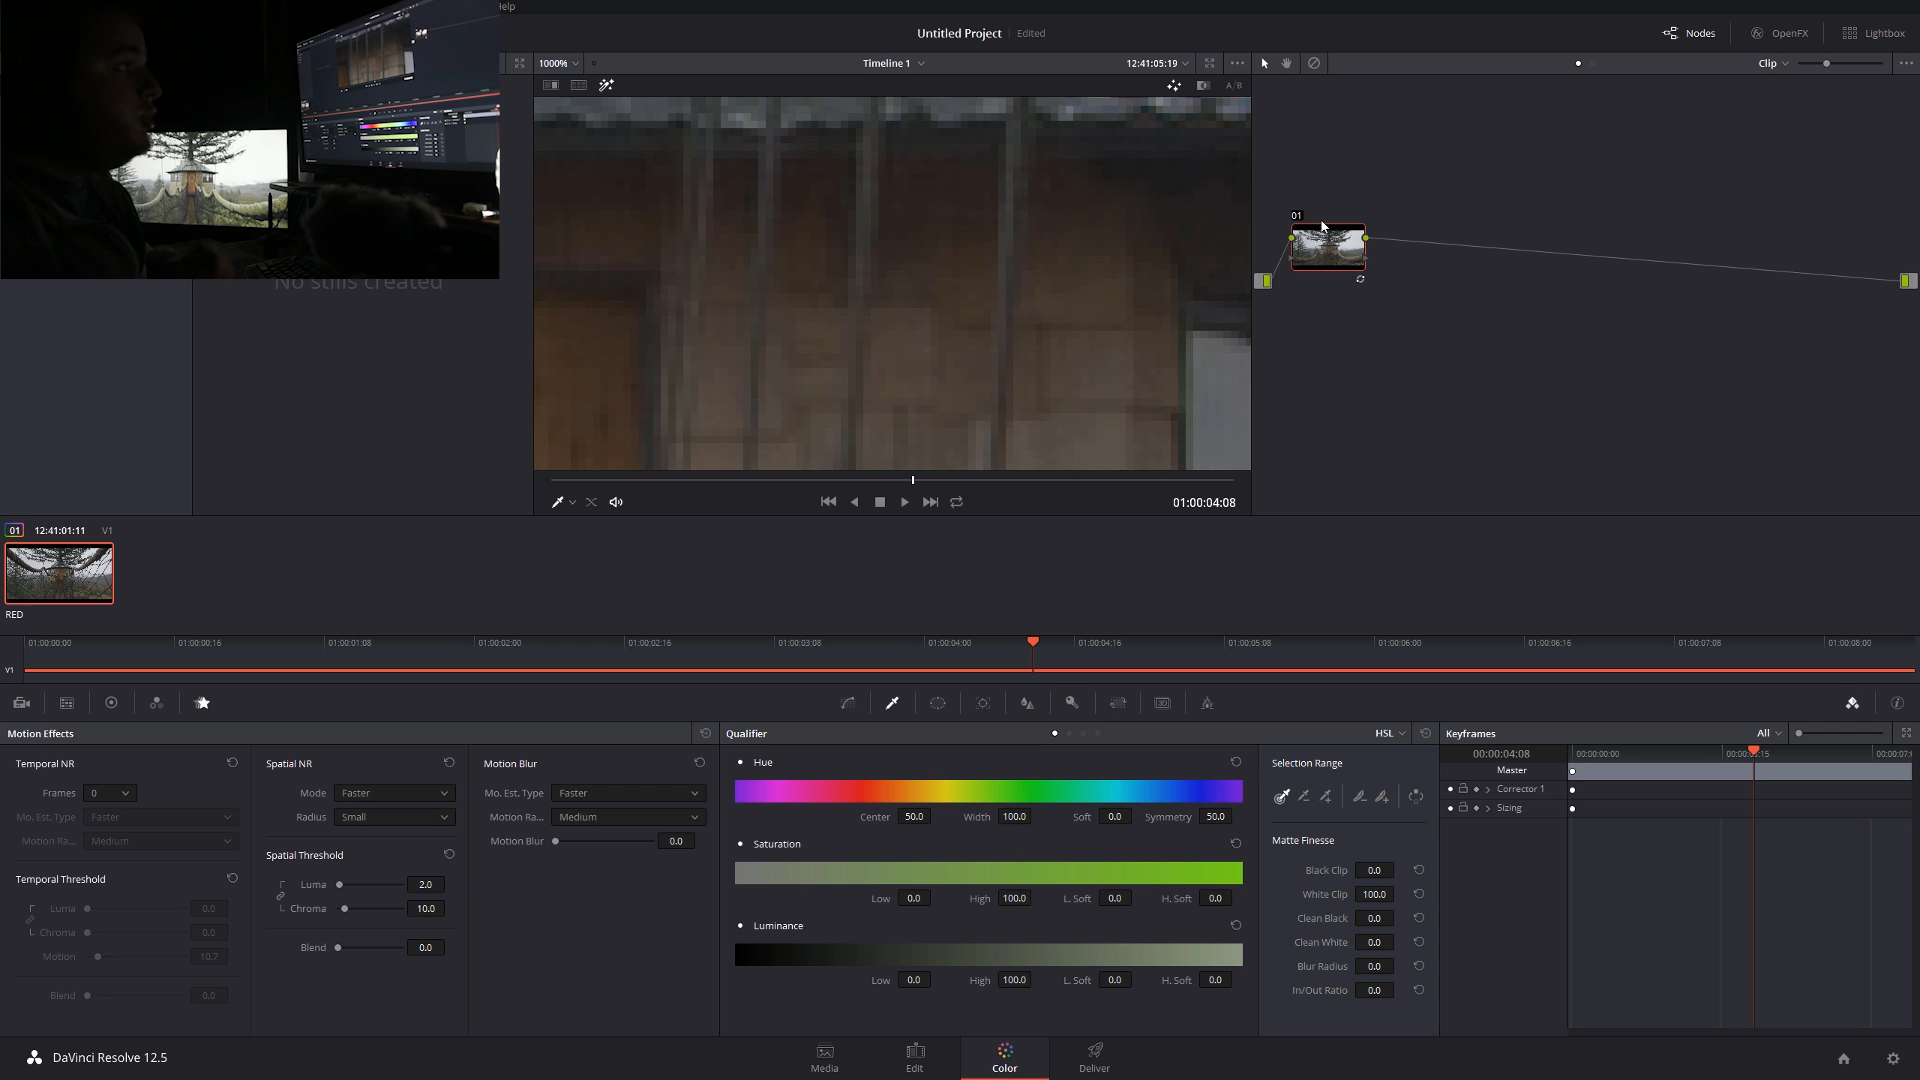 elp
Untitled Project Edited
Nodes OpenFX Lightbox
1000% Timeline 1 12:41:05:19 Clip
A/B
01
No stills created
01:00:04:08
01 12:41:01:11 V1
RED
01:00:00:00 01:00:00:16 01:00:01:08 01:00:02:00 01:00:02:16 01:00:03:08 01:00:04:00 01:00:04:16 01:00:05:08 01:00:06:00 01:00:06:16 01:00:07:08 01:00:08:00
V1
3D
Motion Effects Qualifier HSL Keyframes All
Temporal NR Spatial NR Motion Blur
Frames 0 Mode Faster Mo. Est. Type Faster
Mo. Est. Type Faster Radius Small Motion Ra... Medium
Motion Ra... Medium Motion Blur 0.0
Spatial Threshold
Temporal Threshold Luma 2.0
Luma 0.0 Chroma 10.0
Chroma 0.0
Motion 10.7 Blend 0.0
Blend 0.0
Hue
Center 50.0 Width 100.0 Soft 0.0 Symmetry 50.0
Saturation
Low 0.0 High 100.0 L. Soft 0.0 H. Soft 0.0
Luminance
Low 0.0 High 100.0 L. Soft 0.0 H. Soft 0.0
Selection Range
Matte Finesse
Black Clip 0.0
White Clip 100.0
Clean Black 0.0
Clean White 0.0
Blur Radius 0.0
In/Out Ratio 0.0
00:00:04:08 00:00:00:00 :15 00:00:07:
Master
Corrector 1
Sizing
DaVinci Resolve 12.5 Media Edit Color Deliver